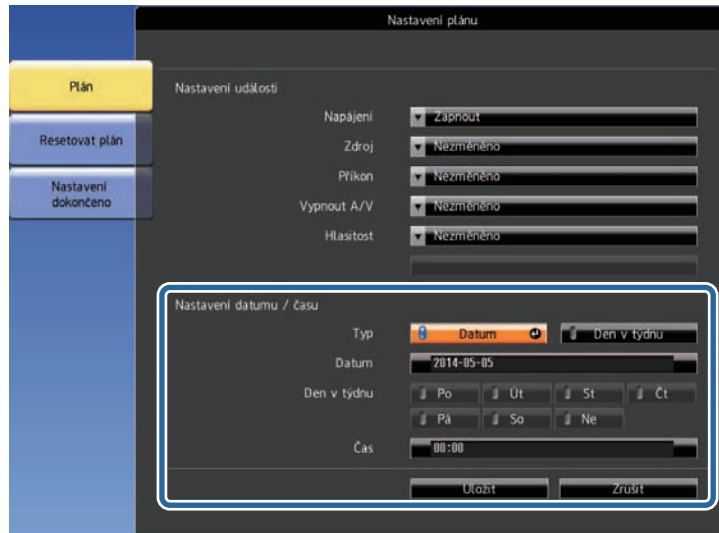 Nastavení plánu
Plán
Resetovat plán
Nastavení
dokončeno
Nastavení události
Napájení Zapnout
Zdroj Nezměněno
Příkon Nezměněno
Vypnout A/V Nezměněno
Hlasitost Nezměněno
Nastavení datumu / času
Typ Datum Den v týdnu
Datum 2014-05-05
Den v týdnu Po Út St Čt
Pá So Ne
Čas 00:00
Uložit Zrušit